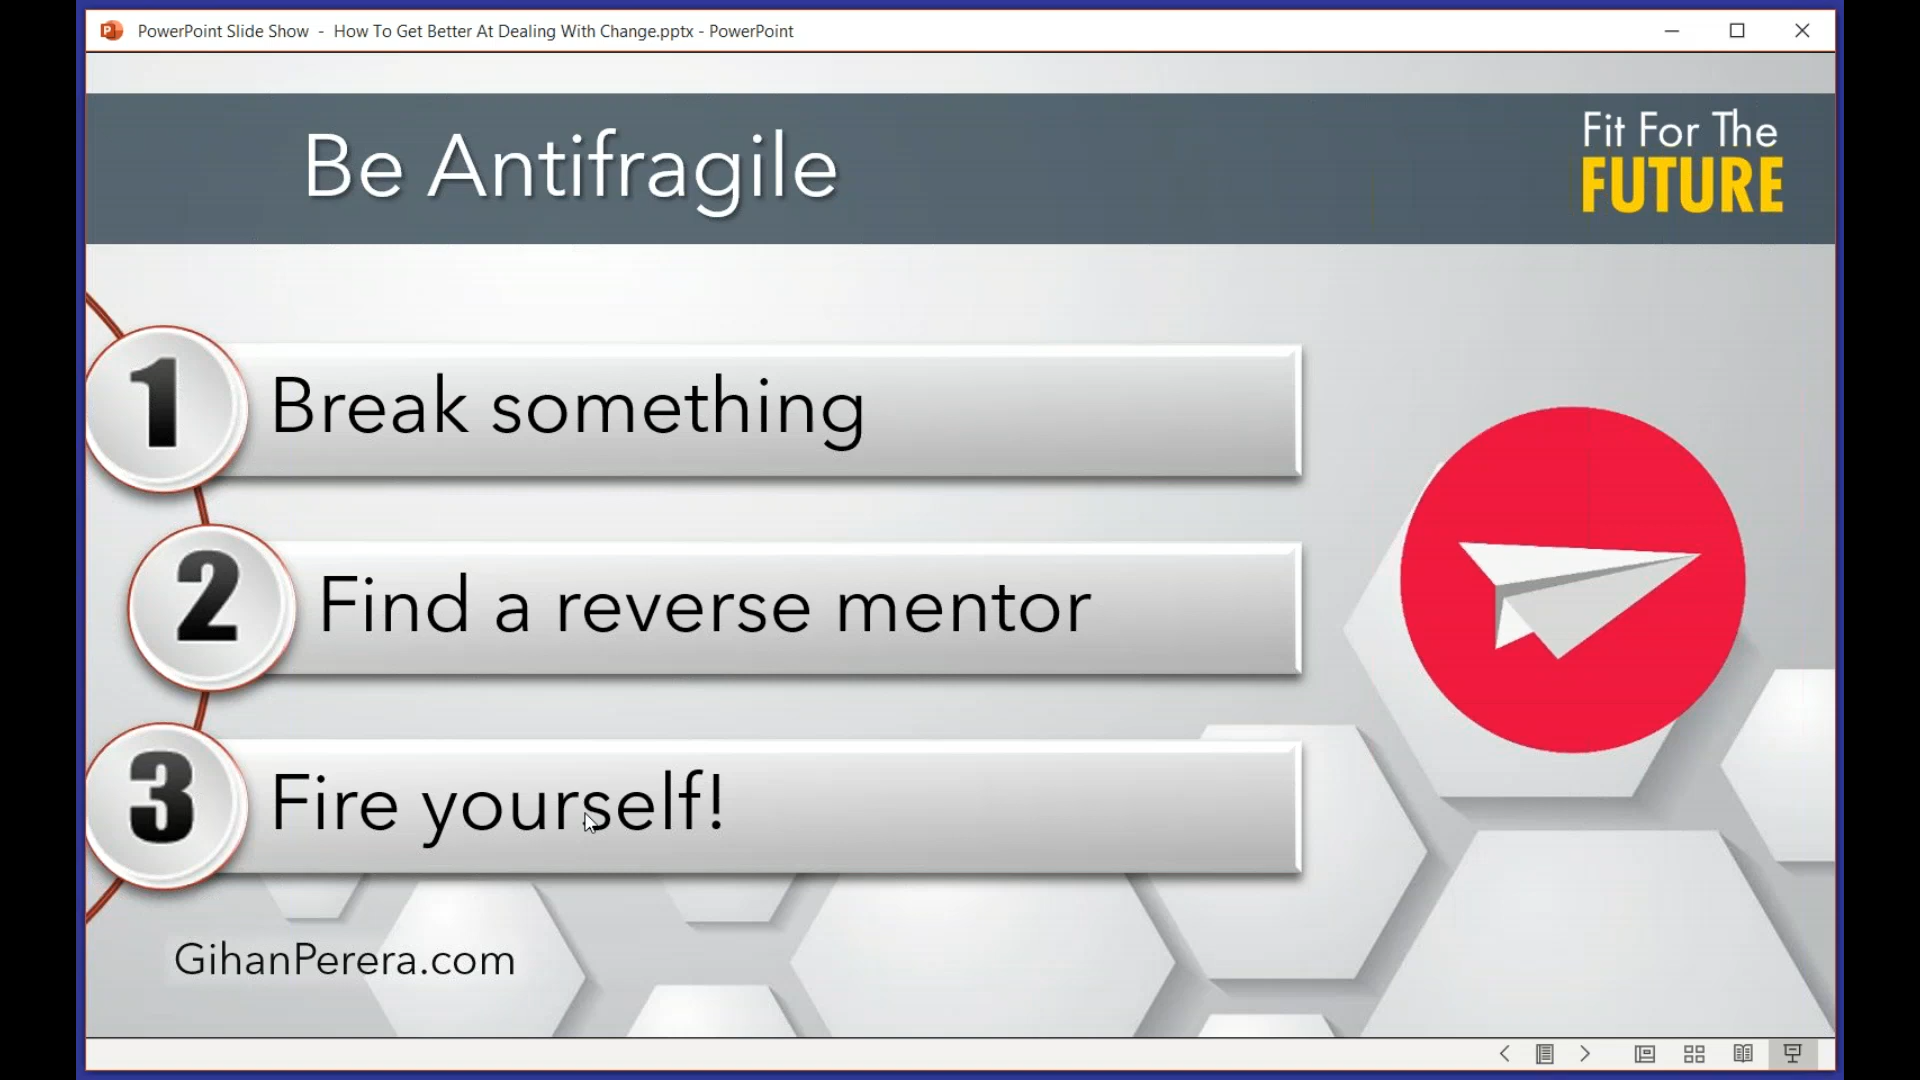 PowerPoint Slide Show - How To Get Better At Dealing With Change.pptx - PowerPoint
Be Antifragile
Fit For The
FUTURE
1 Break something
2 Find a reverse mentor
3 Fire yourself!
GihanPerera.com